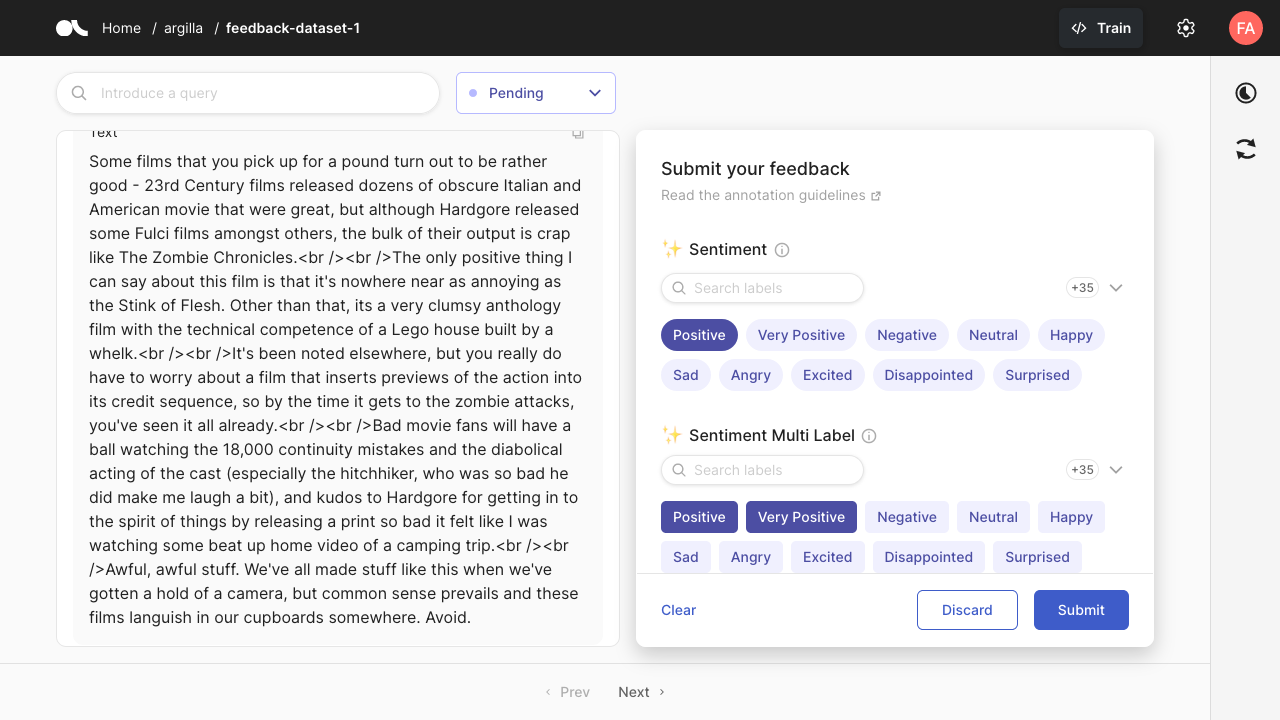 Home / argilla / feedback-dataset-1
Train
FA
Introduce a query
Pending
Text
Some films that you pick up for a pound turn out to be rather
good - 23rd Century films released dozens of obscure Italian and
American movie that were great, but although Hardgore released
some Fulci films amongst others, the bulk of their output is crap
like The Zombie Chronicles.<br /><br />The only positive thing I
can say about this film is that it's nowhere near as annoying as
the Stink of Flesh. Other than that, its a very clumsy anthology
film with the technical competence of a Lego house built by a
whelk.<br /><br />It's been noted elsewhere, but you really do
have to worry about a film that inserts previews of the action into
its credit sequence, so by the time it gets to the zombie attacks,
you've seen it all already.<br /><br />Bad movie fans will have a
ball watching the 18,000 continuity mistakes and the diabolical
acting of the cast (especially the hitchhiker, who was so bad he
did make me laugh a bit), and kudos to Hardgore for getting in to
the spirit of things by releasing a print so bad it felt like I was
watching some beat up home video of a camping trip.<br /><br
/>Awful, awful stuff. We've all made stuff like this when we've
gotten a hold of a camera, but common sense prevails and these
films languish in our cupboards somewhere. Avoid.
Submit your feedback
Read the annotation guidelines
Sentiment
Search labels
+35
Positive Very Positive Negative Neutral Happy
Sad Angry Excited Disappointed Surprised
Sentiment Multi Label
Search labels
+35
Positive Very Positive Negative Neutral Happy
Sad Angry Excited Disappointed Surprised
Clear
Discard
Submit
Prev
Next